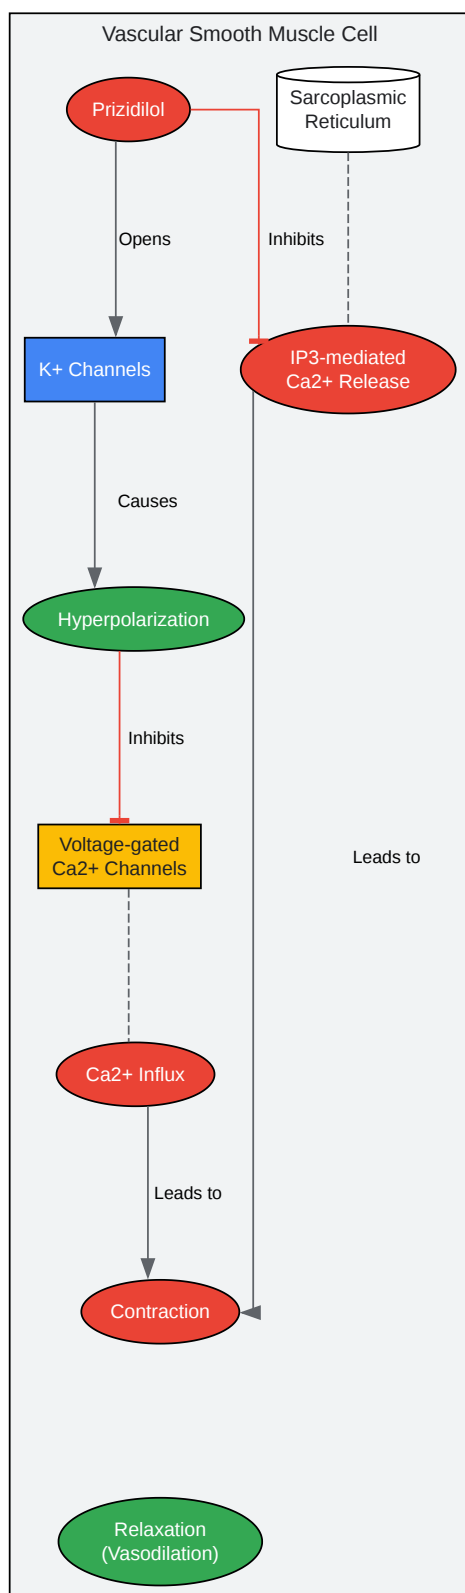 Vascular Smooth Muscle Cell
Prizidilol
Sarcoplasmic
Reticulum
Opens
Inhibits
K+ Channels
IP3-mediated
Ca2+ Release
Causes
Hyperpolarization
Inhibits
Voltage-gated
Ca2+ Channels
Leads to
Ca2+ Influx
Leads to
Contraction
Relaxation
(Vasodilation)